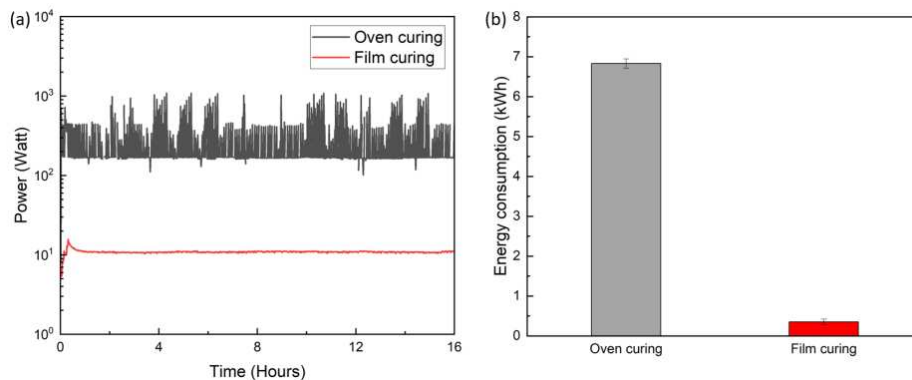 (a)
10⁴
10³
10²
10¹
10⁰
Power (Watt)
Oven curing
Film curing
0 4 8 12 16
Time (Hours)
(b)
8
7
6
5
4
3
2
1
0
Energy consumption (kWh)
Oven curing Film curing